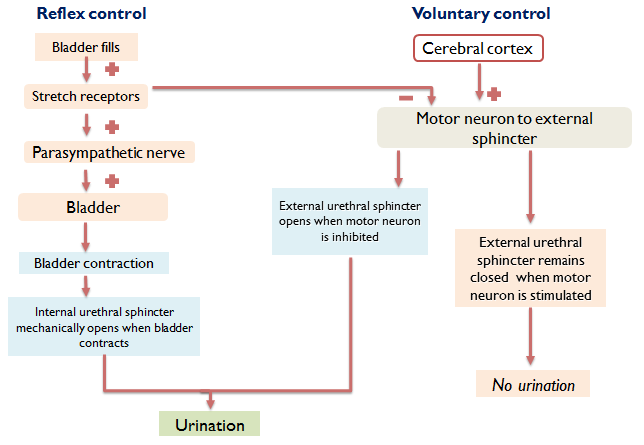 Reflex control
Voluntary control
Bladder fills
Cerebral cortex
+
+
Stretch receptors
–
Motor neuron to external
sphincter
+
Parasympathetic nerve
+
Bladder
External urethral sphincter
opens when motor neuron
is inhibited
External urethral
sphincter remains
closed when motor
neuron is stimulated
Bladder contraction
Internal urethral sphincter
mechanically opens when bladder
contracts
No urination
Urination